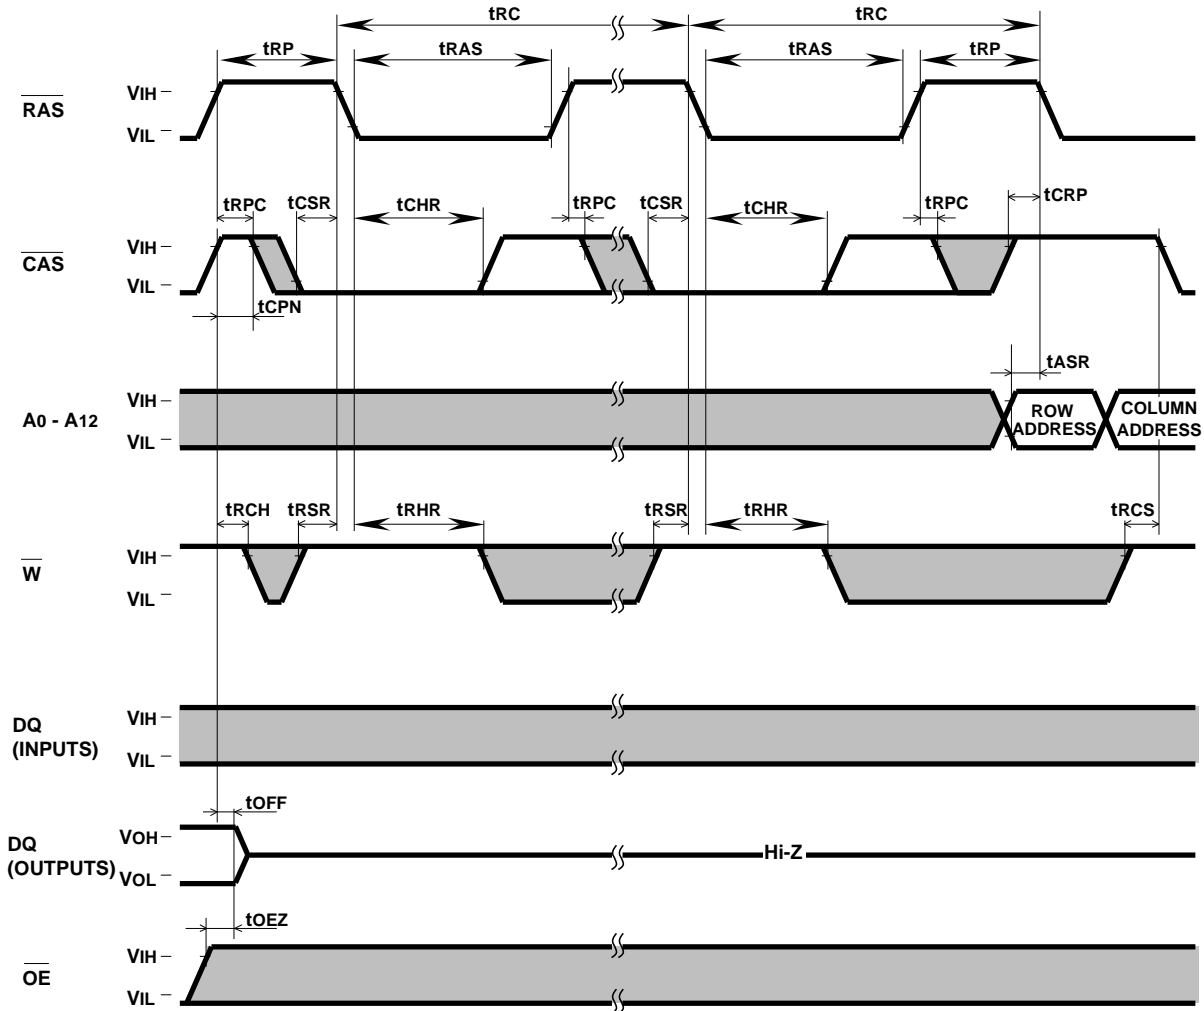 tRC tRC
tRP tRAS tRAS tRP
RAS
VIH
VIL
tRPC tCSR tCHR tRPC tCSR tCHR tRPC tCRP
CAS
VIH
VIL
tCPN
tASR
A0 - A12
VIH
VIL
ROW ADDRESS
COLUMN ADDRESS
tRCH tRSR tRHR tRSR tRHR tRCS
W
VIH
VIL
DQ
(INPUTS)
VIH
VIL
tOFF
DQ
(OUTPUTS)
VOH
VOL
Hi-Z
tOEZ
OE
VIH
VIL